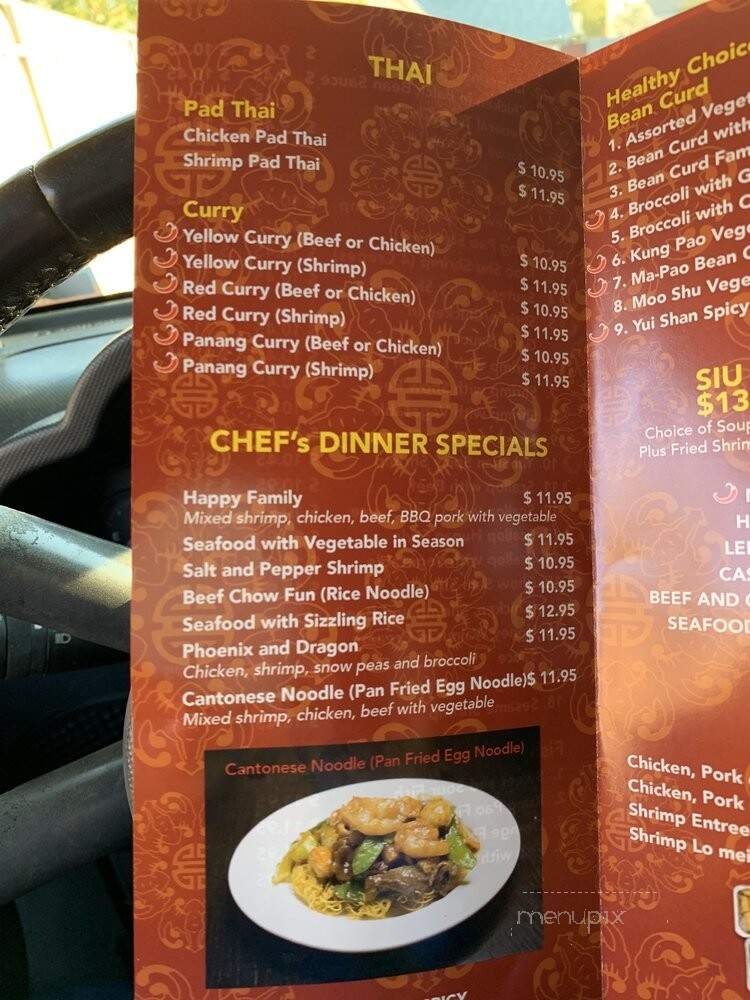 THAI
Pad Thai
Chicken Pad Thai $ 10.95
Shrimp Pad Thai $ 11.95
Curry
Yellow Curry (Beef or Chicken) $ 10.95
Yellow Curry (Shrimp) $ 11.95
Red Curry (Beef or Chicken) $ 10.95
Red Curry (Shrimp) $ 11.95
Panang Curry (Beef or Chicken) $ 10.95
Panang Curry (Shrimp) $ 11.95
CHEF's DINNER SPECIALS
Happy Family $ 11.95
Mixed shrimp, chicken, beef, BBQ pork with vegetable
Seafood with Vegetable in Season $ 11.95
Salt and Pepper Shrimp $ 10.95
Beef Chow Fun (Rice Noodle) $ 10.95
Seafood with Sizzling Rice $ 12.95
Phoenix and Dragon $ 11.95
Chicken, shrimp, snow peas and broccoli
Cantonese Noodle (Pan Fried Egg Noodle)$ 11.95
Mixed shrimp, chicken, beef with vegetable
Cantonese Noodle (Pan Fried Egg Noodle)
menupix
Healthy Choic
Bean Curd
1. Assorted Veget
2. Bean Curd with
3. Bean Curd Fam
4. Broccoli with G
5. Broccoli with C
6. Kung Pao Vege
7. Ma-Pao Bean C
8. Moo Shu Vege
9. Yui Shan Spicy
SIU
$13
Choice of Soup
Plus Fried Shrim
H
LE
CAS
BEEF AND
SEAFOOD
Chicken, Pork
Chicken, Pork
Shrimp Entree
Shrimp Lo mei